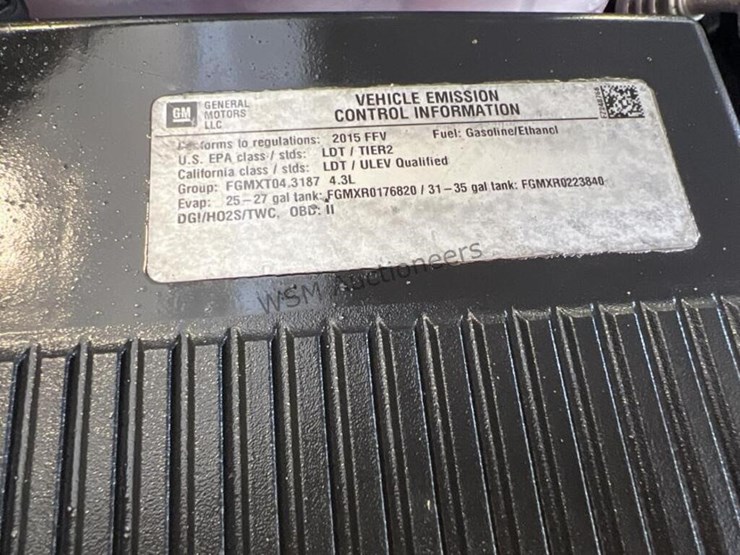 GM
GENERAL
MOTORS
LLC
VEHICLE EMISSION
CONTROL INFORMATION
Conforms to regulations: 2015 FFV Fuel: Gasoline/Ethanol
U.S. EPA class / stds: LDT / TIER2
California class / stds: LDT / ULEV Qualified
Group: FGMXT04.3187 4.3L
Evap: 25-27 gal tank: FGMXR0176820 / 31-35 gal tank: FGMXR0223840
DGI/HO2S/TWC, OBD: II
WSM Auctioneers